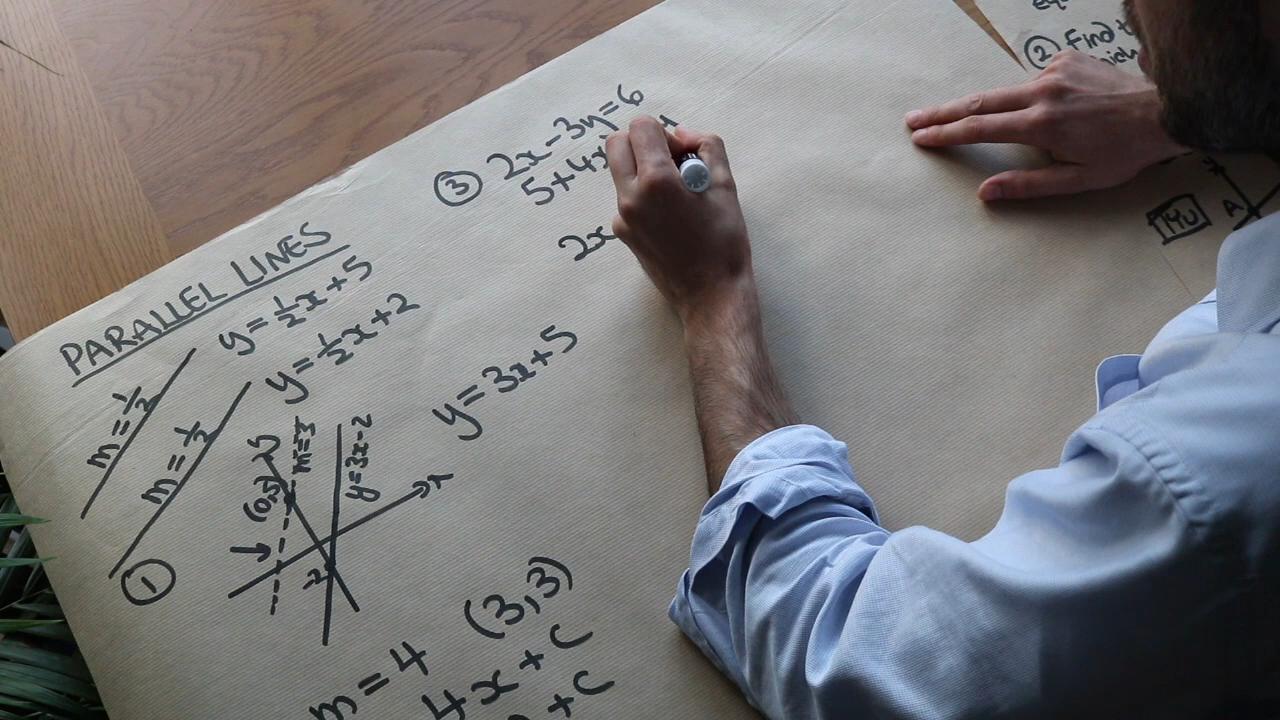 PARALLEL LINES
m = 1/2
m = 1/2
y = 1/2x + 5
y = 1/2x + 2
①
(0,5)
m=3
y=3x-2
x
-2
y = 3x + 5
m = 4 (3,3)
4x + C
+ C
③ 2x - 3y = 6
5 + 4x
2x
② Find
A